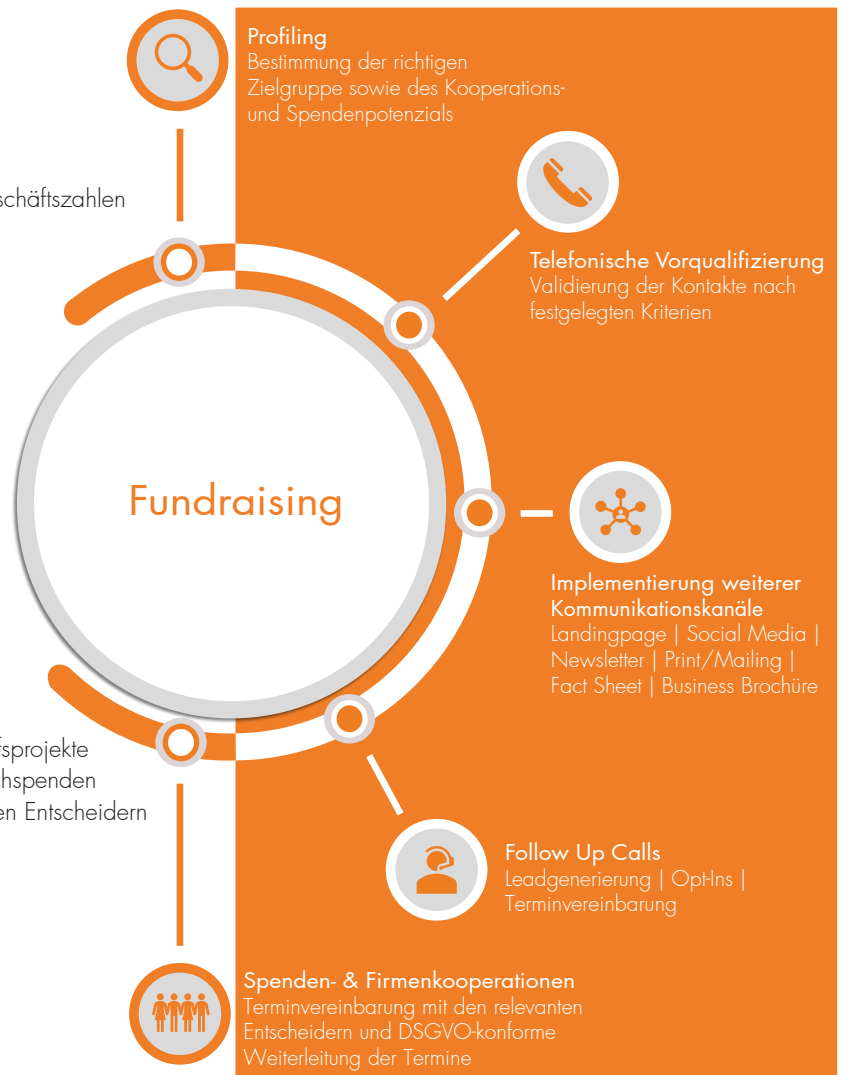 Profiling
Bestimmung der richtigen
Zielgruppe sowie des Kooperations-
und Spendenpotenzials
schäftszahlen
Telefonische Vorqualifizierung
Validierung der Kontakte nach
festgelegten Kriterien
Fundraising
Implementierung weiterer
Kommunikationskanäle
Landingpage | Social Media |
Newsletter | Print/Mailing |
Fact Sheet | Business Brochüre
fsprojekte
hspenden
en Entscheidern
Follow Up Calls
Leadgenerierung | Opt-Ins |
Terminvereinbarung
Spenden- & Firmenkooperationen
Terminvereinbarung mit den relevanten
Entscheidern und DSGVO-konforme
Weiterleitung der Termine